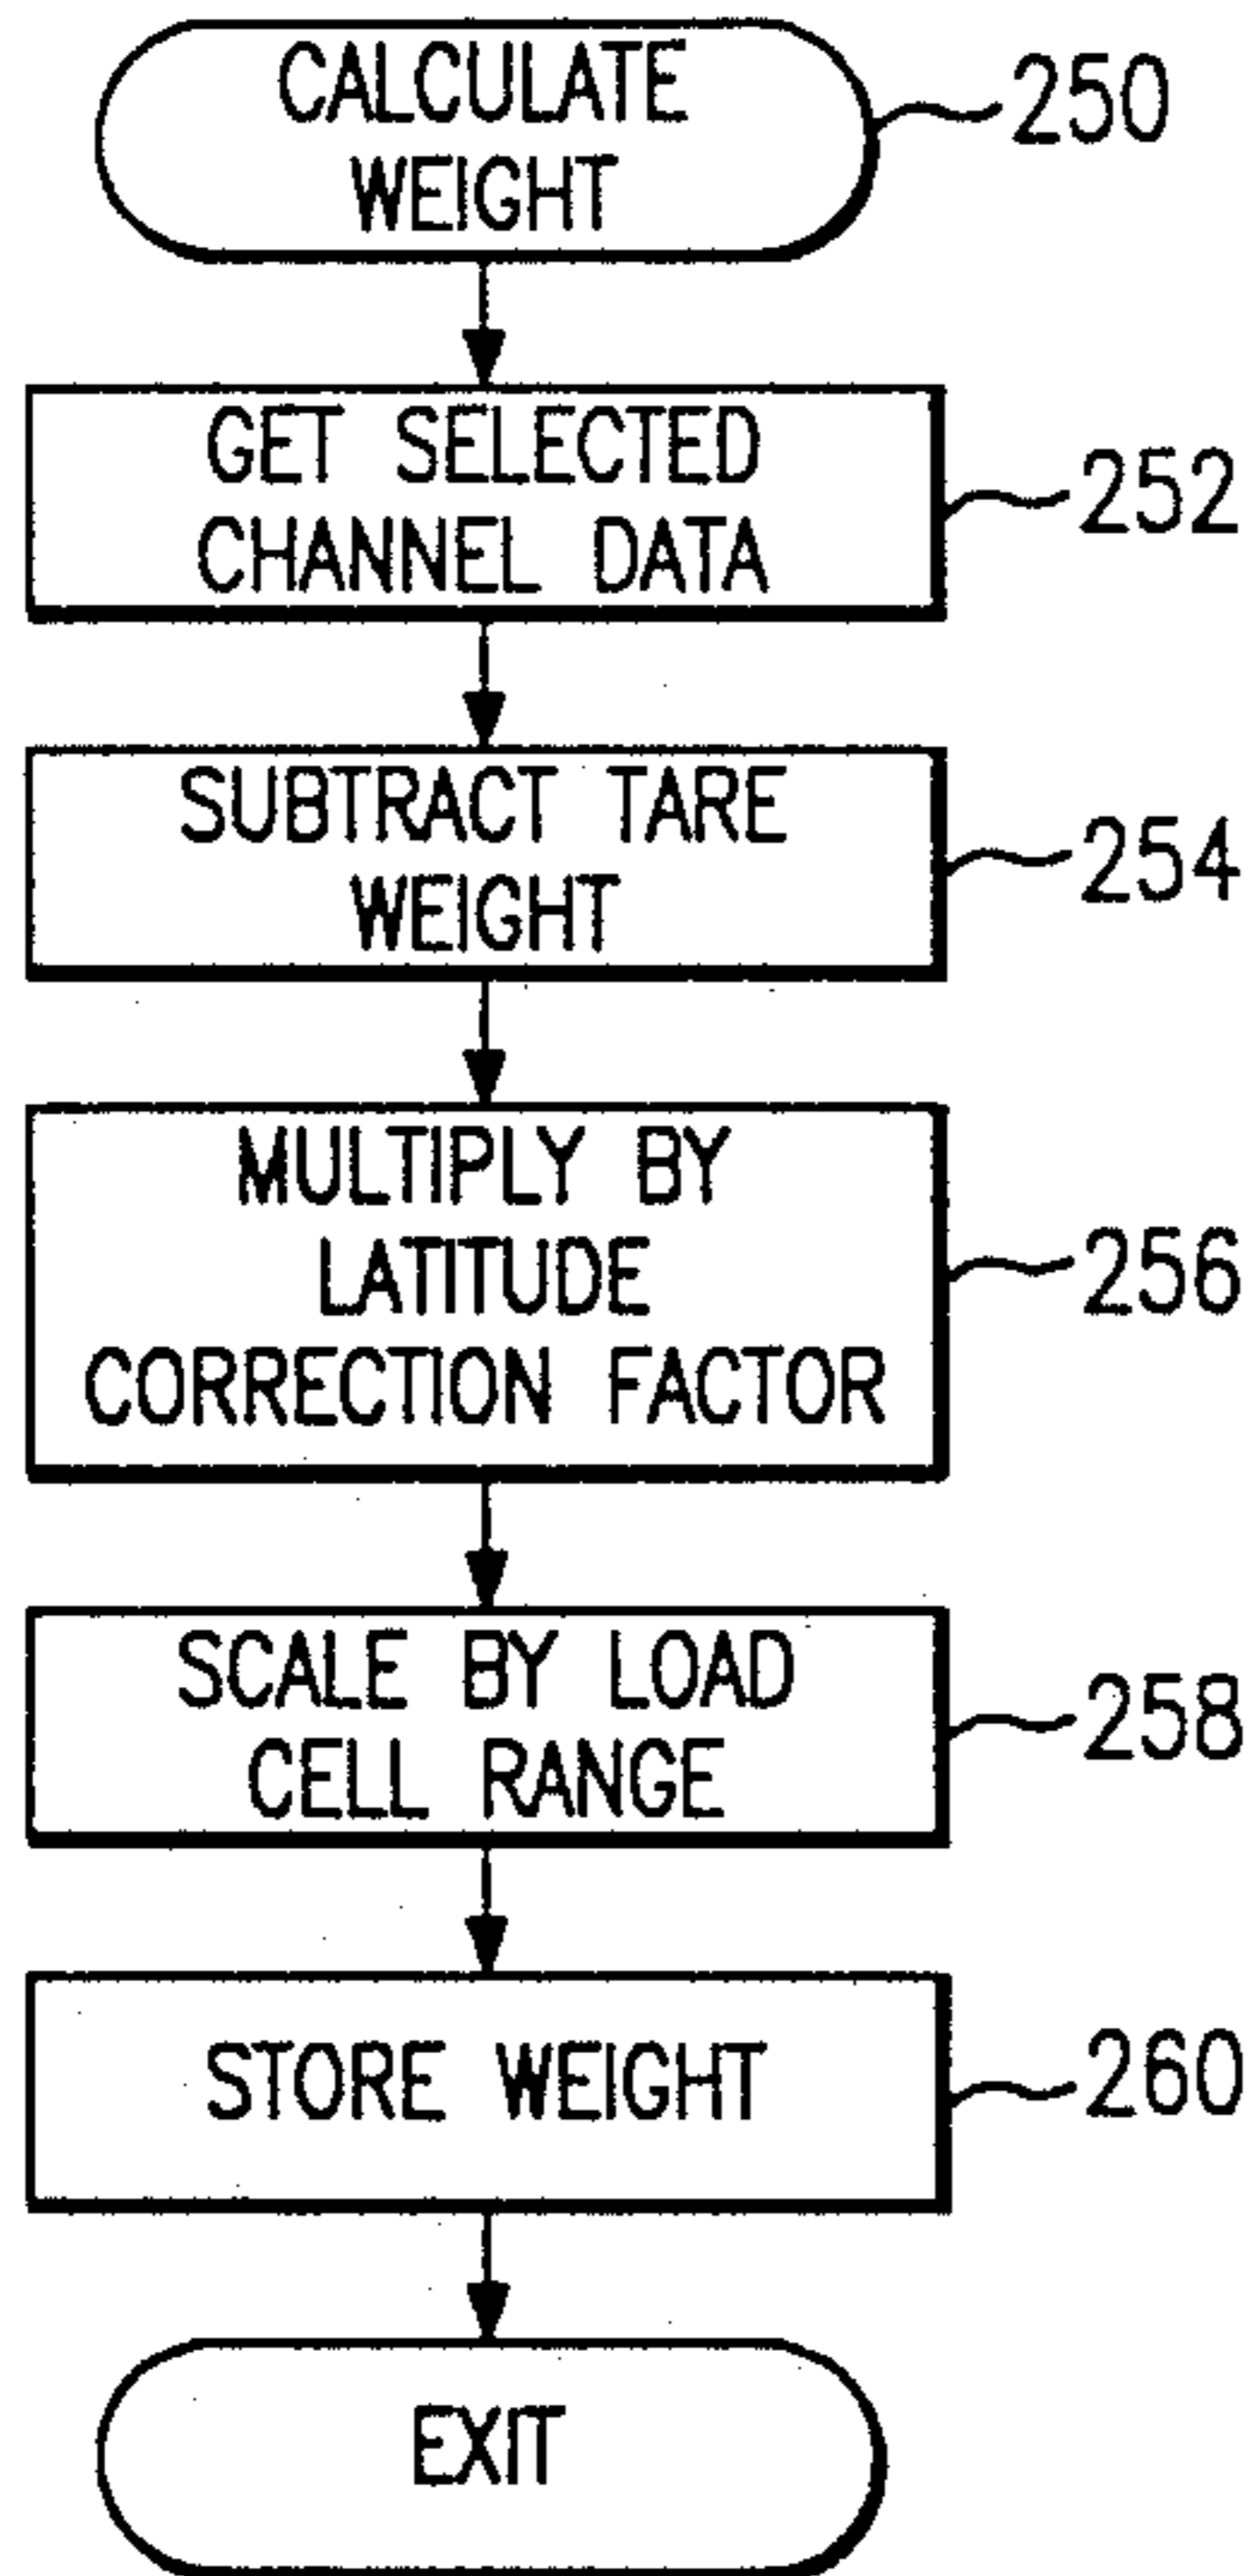 CALCULATE
WEIGHT
250
GET SELECTED
CHANNEL DATA
252
SUBTRACT TARE
WEIGHT
254
MULTIPLY BY
LATITUDE
CORRECTION FACTOR
256
SCALE BY LOAD
CELL RANGE
258
STORE WEIGHT
260
EXIT